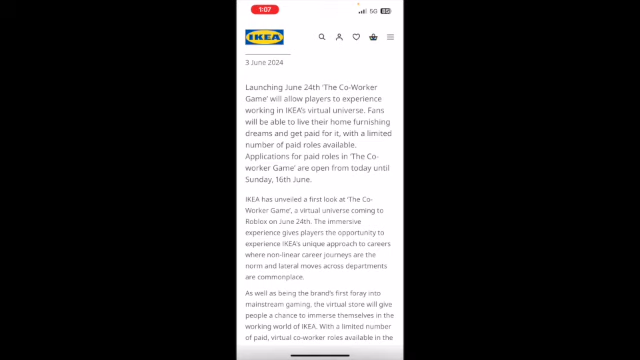 1:07
5G
IKEA
3 June 2024
Launching June 24th 'The Co-Worker
Game' will allow players to experience
working in IKEA's virtual universe. Fans
will be able to live their home furnishing
dreams and get paid for it, with a limited
number of paid roles available.
Applications for paid roles in 'The Co-
worker Game' are open from today until
Sunday, 16th June.
IKEA has unveiled a first look at 'The Co-
Worker Game', a virtual universe coming to
Roblox on June 24th. The immersive
experience gives players the opportunity to
experience IKEA's unique approach to careers
where non-linear career journeys are the
norm and lateral moves across departments
are commonplace.
As well as being the brand's first foray into
mainstream gaming, the virtual store will give
people a chance to immerse themselves in the
working world of IKEA. With a limited number
of paid, virtual co-worker roles available in the